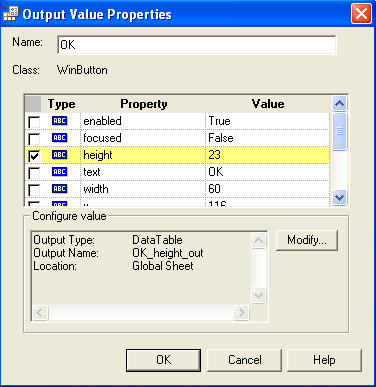 Output Value Properties
Name: OK
Class: WinButton
Type Property Value
ABC enabled True
ABC focused False
ABC height 23
ABC text OK
ABC width 60
ABC x 116
Configure value
Output Type: DataTable
Output Name: OK_height_out
Location: Global Sheet
Modify...
OK Cancel Help